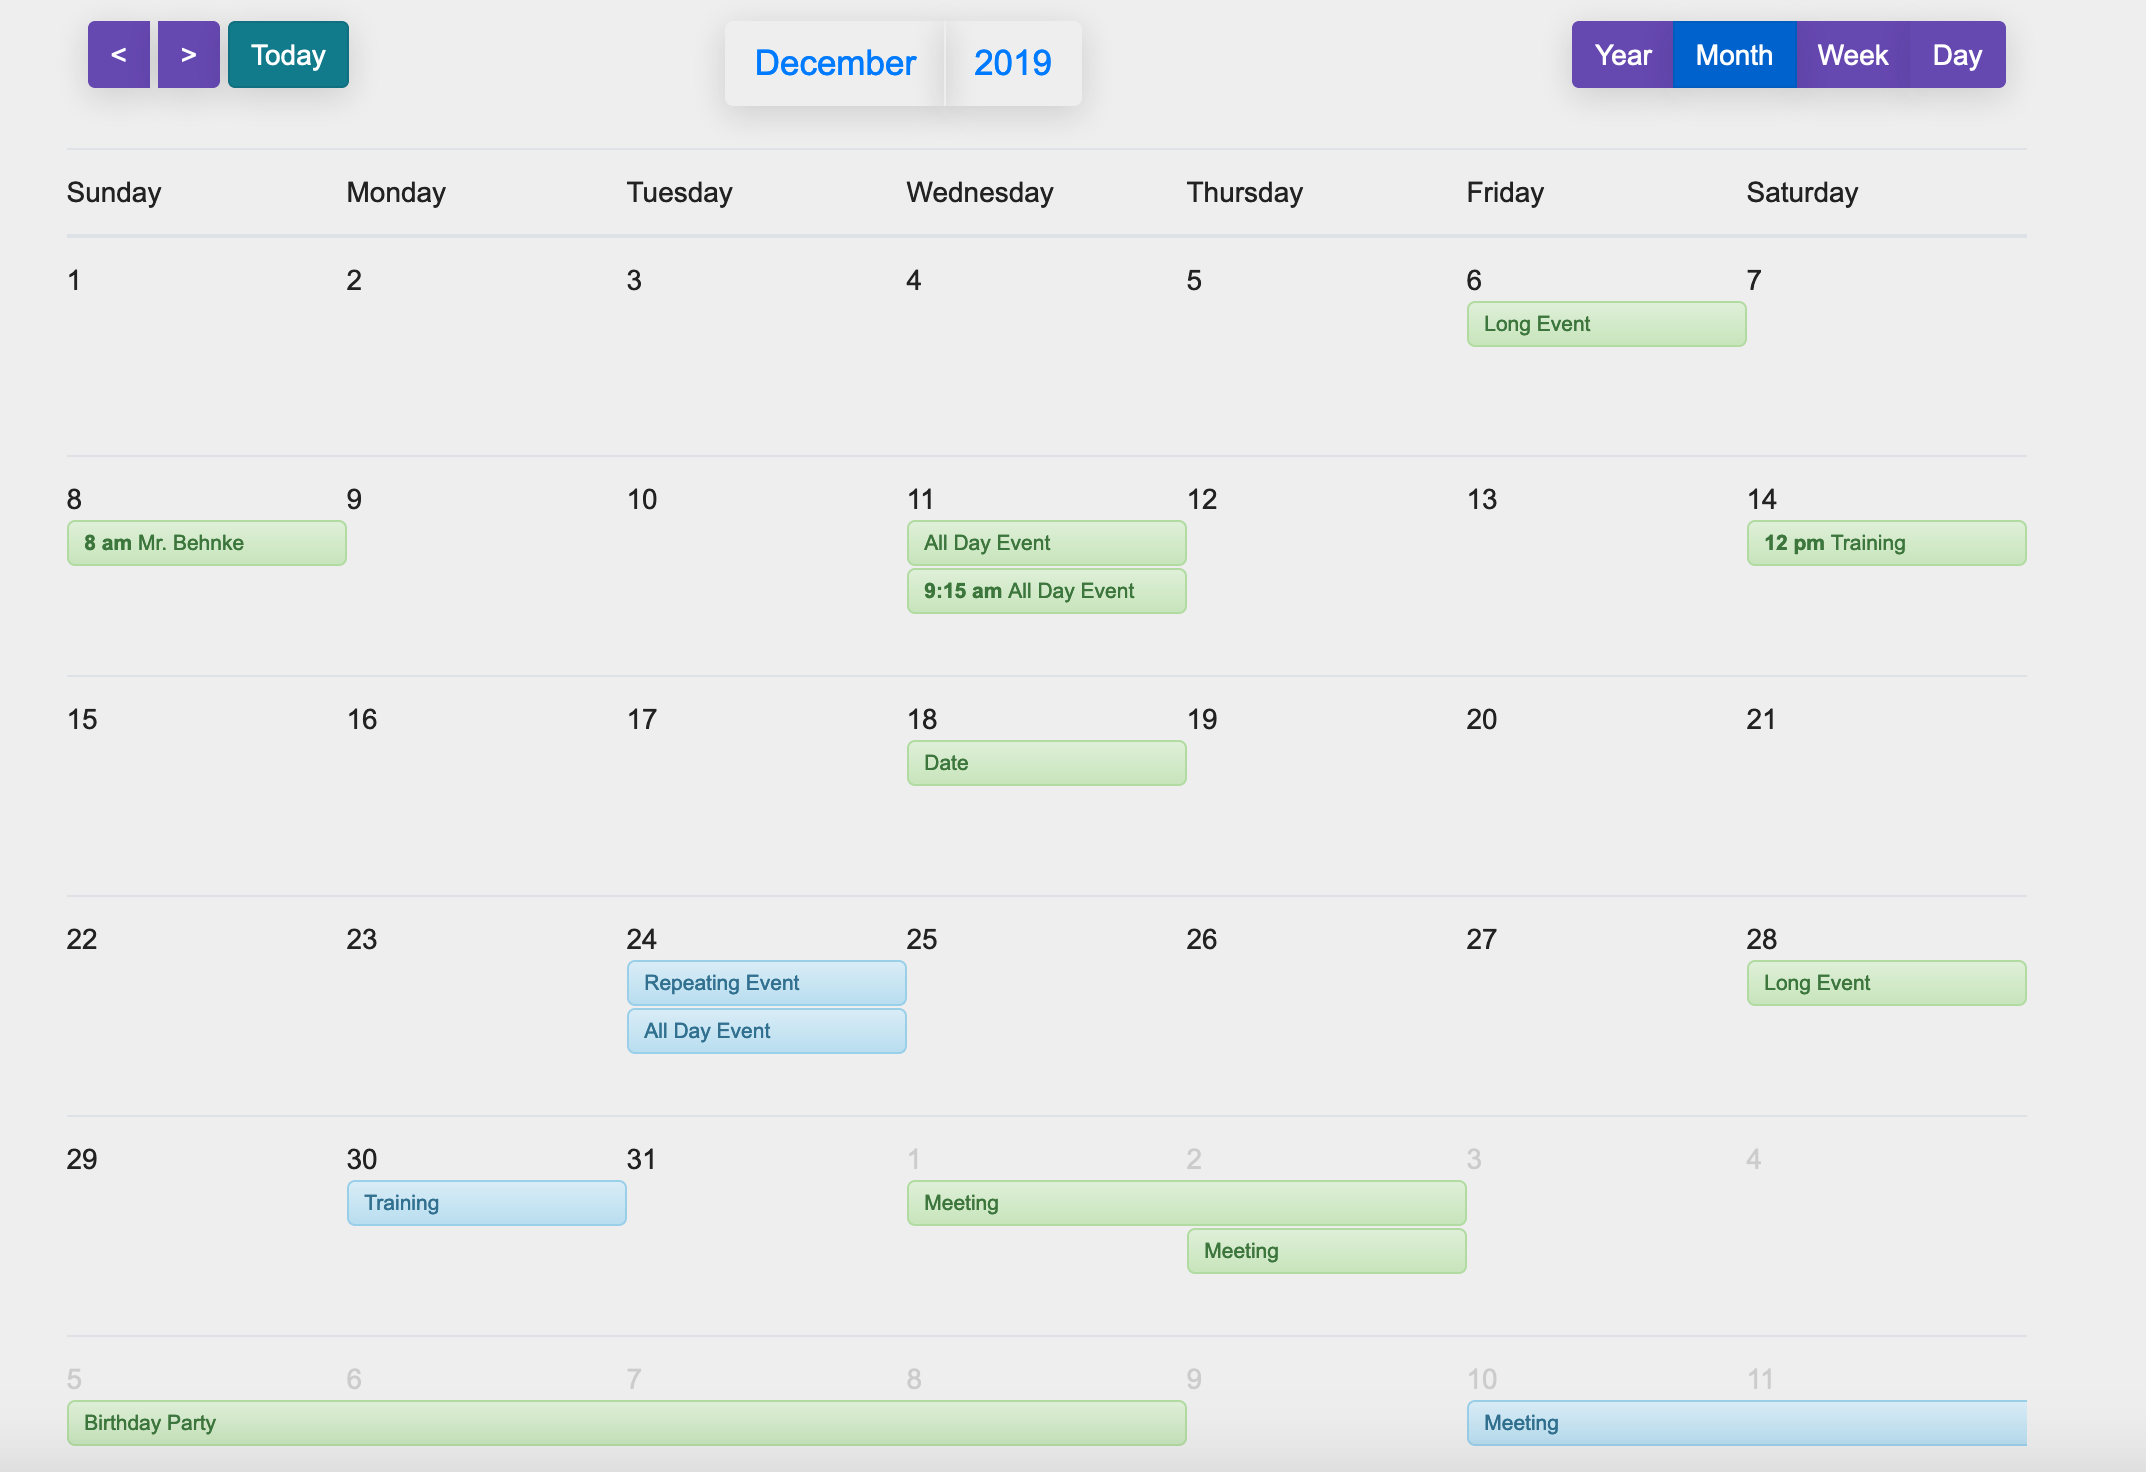 < > Today December 2019 Year Month Week Day
Sunday Monday Tuesday Wednesday Thursday Friday Saturday
1 2 3 4 5 6 7
Long Event
8 9 10 11 12 13 14
8 am Mr. Behnke All Day Event 12 pm Training
9:15 am All Day Event
15 16 17 18 19 20 21
Date
22 23 24 25 26 27 28
Repeating Event Long Event
All Day Event
29 30 31 1 2 3 4
Training Meeting
Meeting
5 6 7 8 9 10 11
Birthday Party Meeting